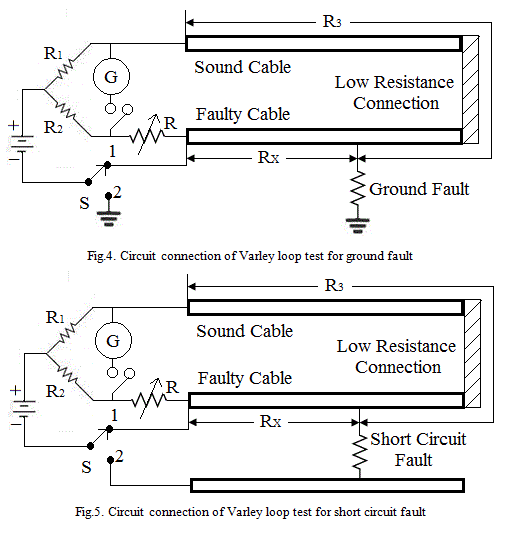 R3
R1
G
Sound Cable
Low Resistance
Connection
+
R2
R
Faulty Cable
1
Rx
S
2
Ground Fault
Fig.4. Circuit connection of Varley loop test for ground fault
R3
R1
G
Sound Cable
Low Resistance
Connection
+
R2
R
Faulty Cable
1
Rx
S
2
Short Circuit
Fault
Fig.5. Circuit connection of Varley loop test for short circuit fault